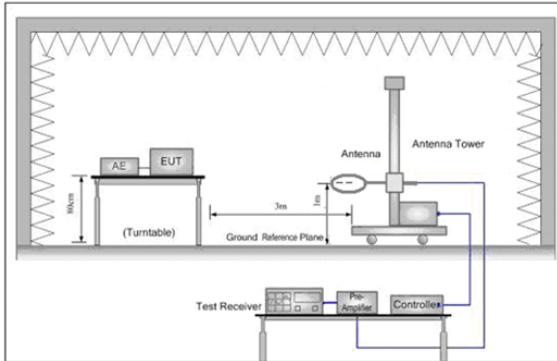 Antenna Tower
Antenna
AE
EUT
80cm
1m
3m
(Turntable)
Ground Reference Plane
Test Receiver
Pre-
Amplifier
Controller